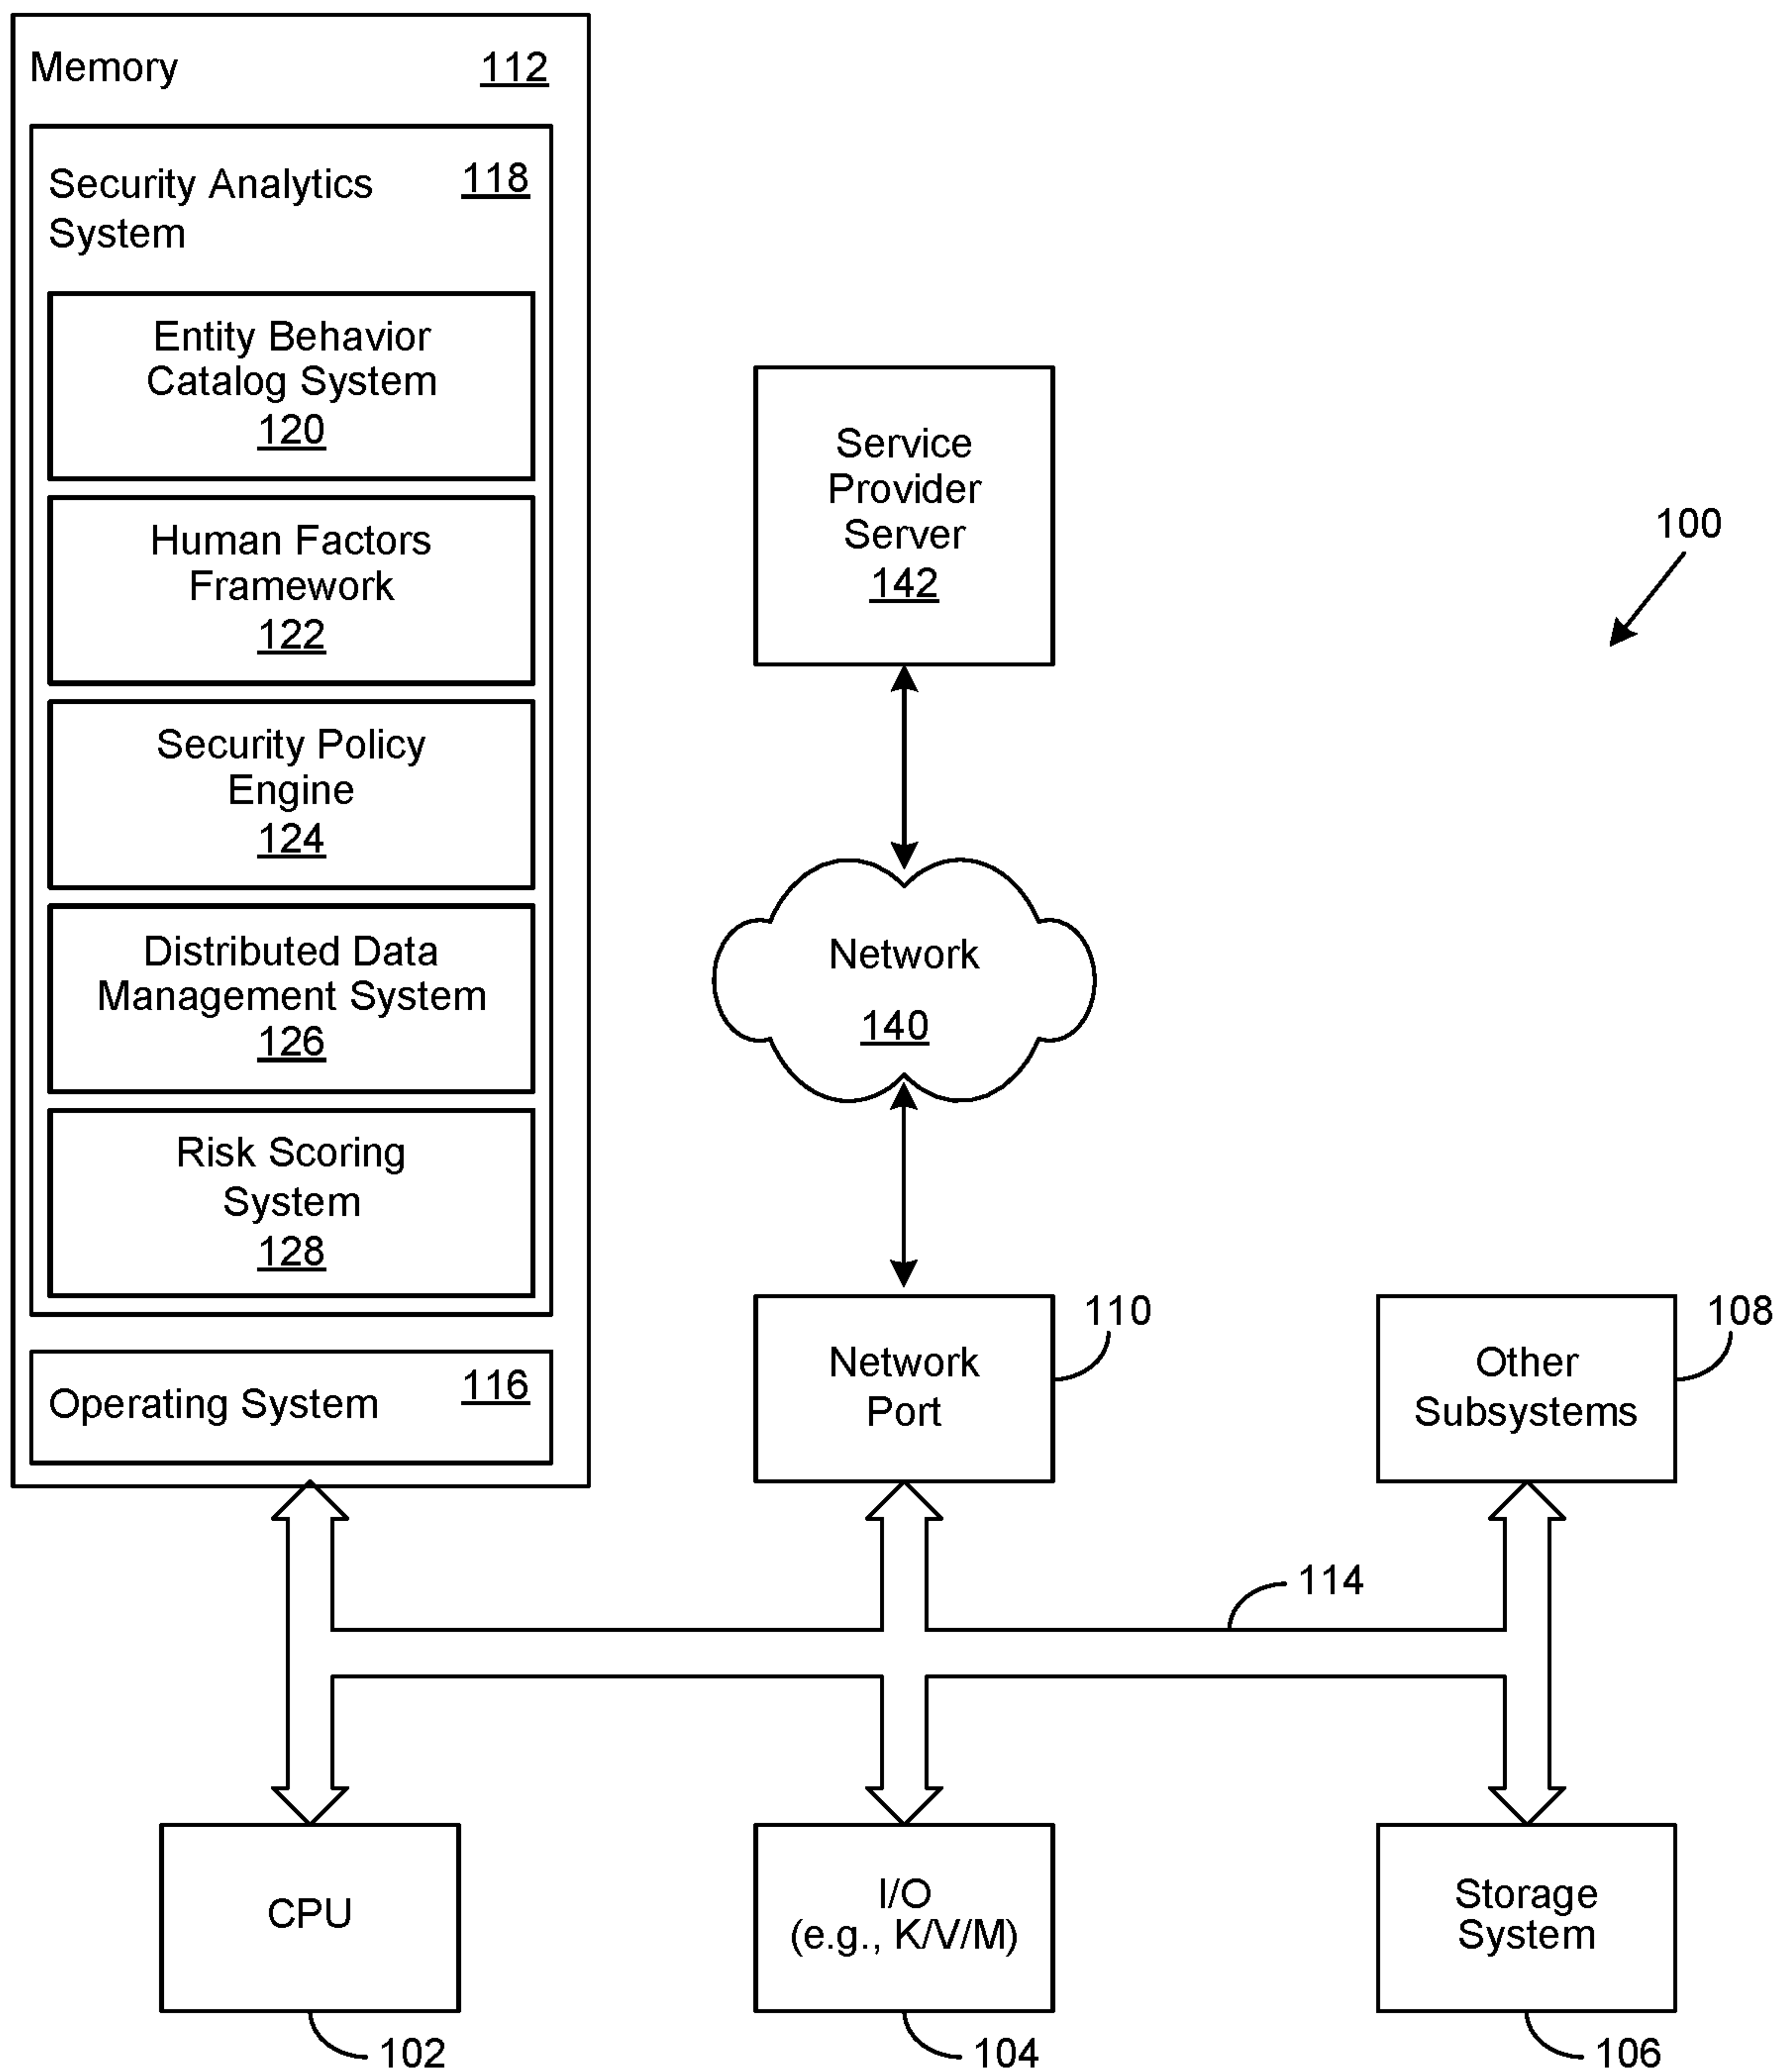 Memory 112
Security Analytics 118
System
Entity Behavior
Catalog System
120
Human Factors
Framework
122
Security Policy
Engine
124
Distributed Data
Management System
126
Risk Scoring
System
128
Operating System 116
Service
Provider
Server
142
100
Network
140
Network
Port
110
Other
Subsystems
108
114
CPU
102
I/O
(e.g., K/V/M)
104
Storage
System
106